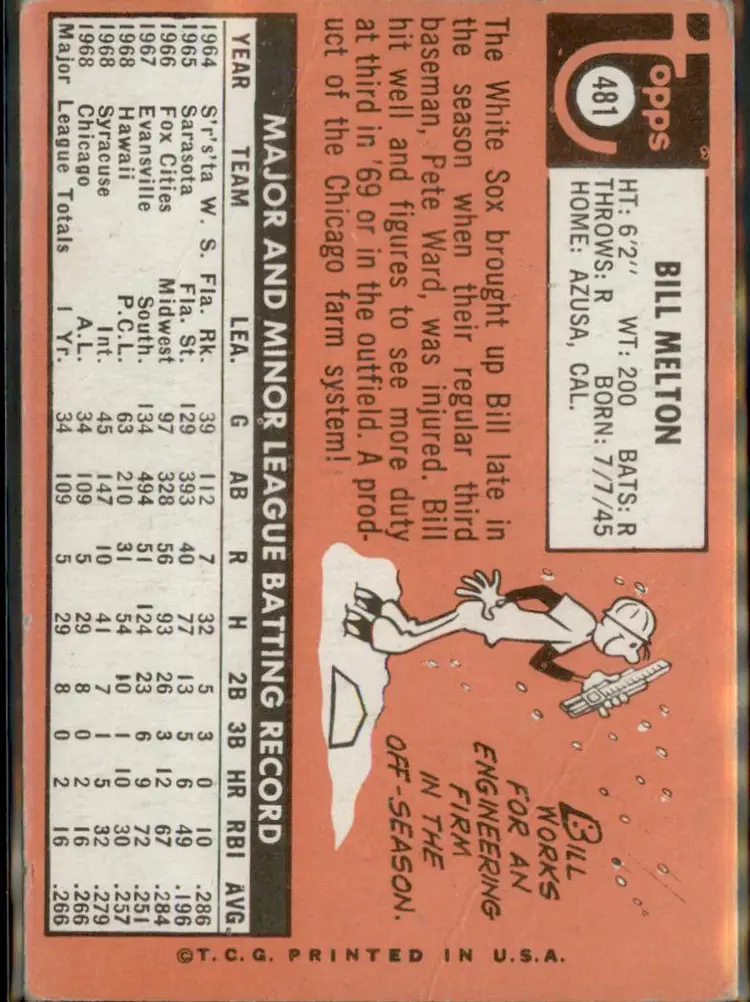 Topps
481
BILL MELTON
HT: 6'2" WT: 200 BATS: R
THROWS: R BORN: 7/7/45
HOME: AZUSA, CAL.
The White Sox brought up Bill late in
the season when their regular third
baseman, Pete Ward, was injured. Bill
hit well and figures to see more duty
at third in '69 or in the outfield. A prod-
uct of the Chicago farm system!
BILL
WORKS
FOR AN
ENGINEERING
FIRM
IN THE
OFF-SEASON.
MAJOR AND MINOR LEAGUE BATTING RECORD
YEAR TEAM LEA. G AB R H 2B 3B HR RBI AVG.
1964 S'r's'ta W. S. Fla. Rk. 39 112 7 32 5 3 0 10 .286
1965 Sarasota Fla. St. 129 393 40 77 13 5 6 49 .196
1966 Fox Cities Midwest 97 328 56 93 26 3 12 67 .284
1967 Evansville South. 134 494 51 124 23 6 9 72 .251
1968 Hawaii P.C.L. 63 210 31 54 10 1 10 30 .257
1968 Syracuse Int. 45 147 10 41 7 1 5 32 .279
1968 Chicago A.L. 34 109 5 29 8 0 2 16 .266
Major League Totals 1 Yr. 34 109 5 29 8 0 2 16 .266
©T.C.G. PRINTED IN U.S.A.